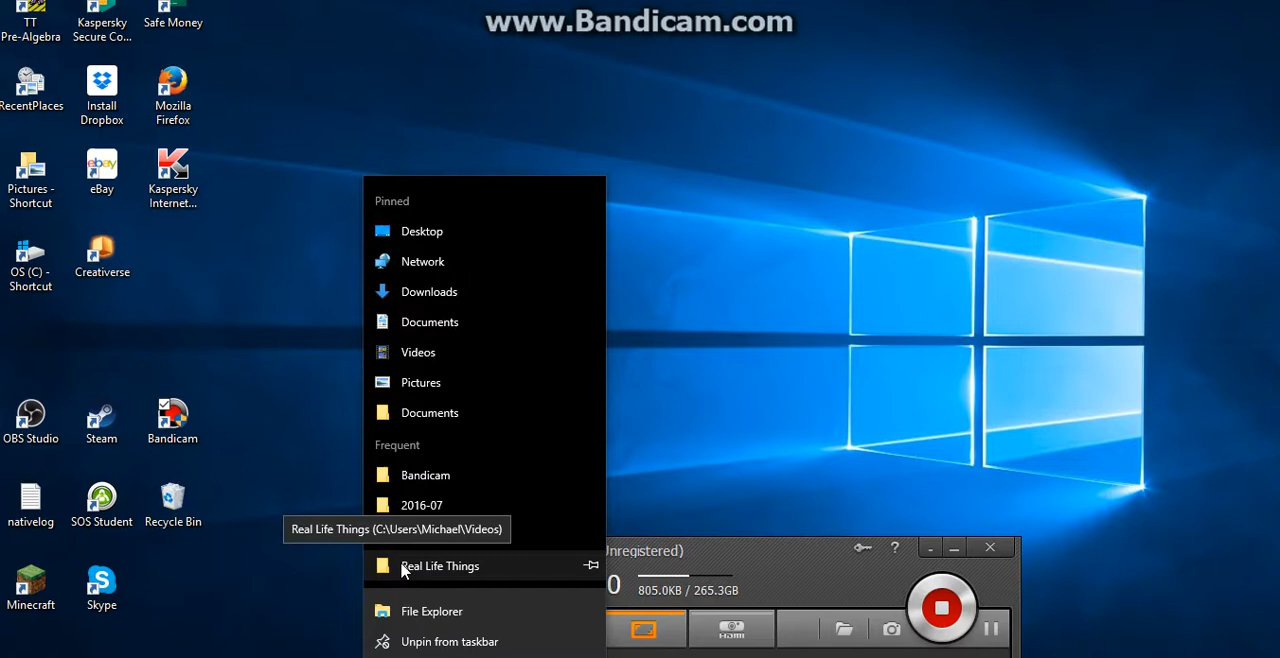 www.Bandicam.com
TT
Pre-Algebra
Kaspersky
Secure Co...
Safe Money
RecentPlaces
Install
Dropbox
Mozilla
Firefox
Pictures -
Shortcut
eBay
Kaspersky
Internet...
OS (C) -
Shortcut
Creativerse
OBS Studio
Steam
Bandicam
nativelog
SOS Student
Recycle Bin
Minecraft
Skype
Pinned
Desktop
Network
Downloads
Documents
Videos
Pictures
Documents
Frequent
Bandicam
2016-07
Real Life Things (C:\Users\Michael\Videos)
Real Life Things
File Explorer
Unpin from taskbar
Unregistered)
0
805.0KB / 265.3GB
HDMI